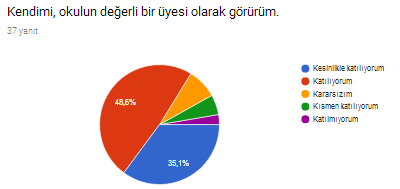 Kendimi, okulun değerli bir üyesi olarak görürüm.
37 yanıt
48,6%
35,1%
Kesinlikle katılıyorum
Katılıyorum
Kararsızım
Kısmen katılıyorum
Katılmıyorum